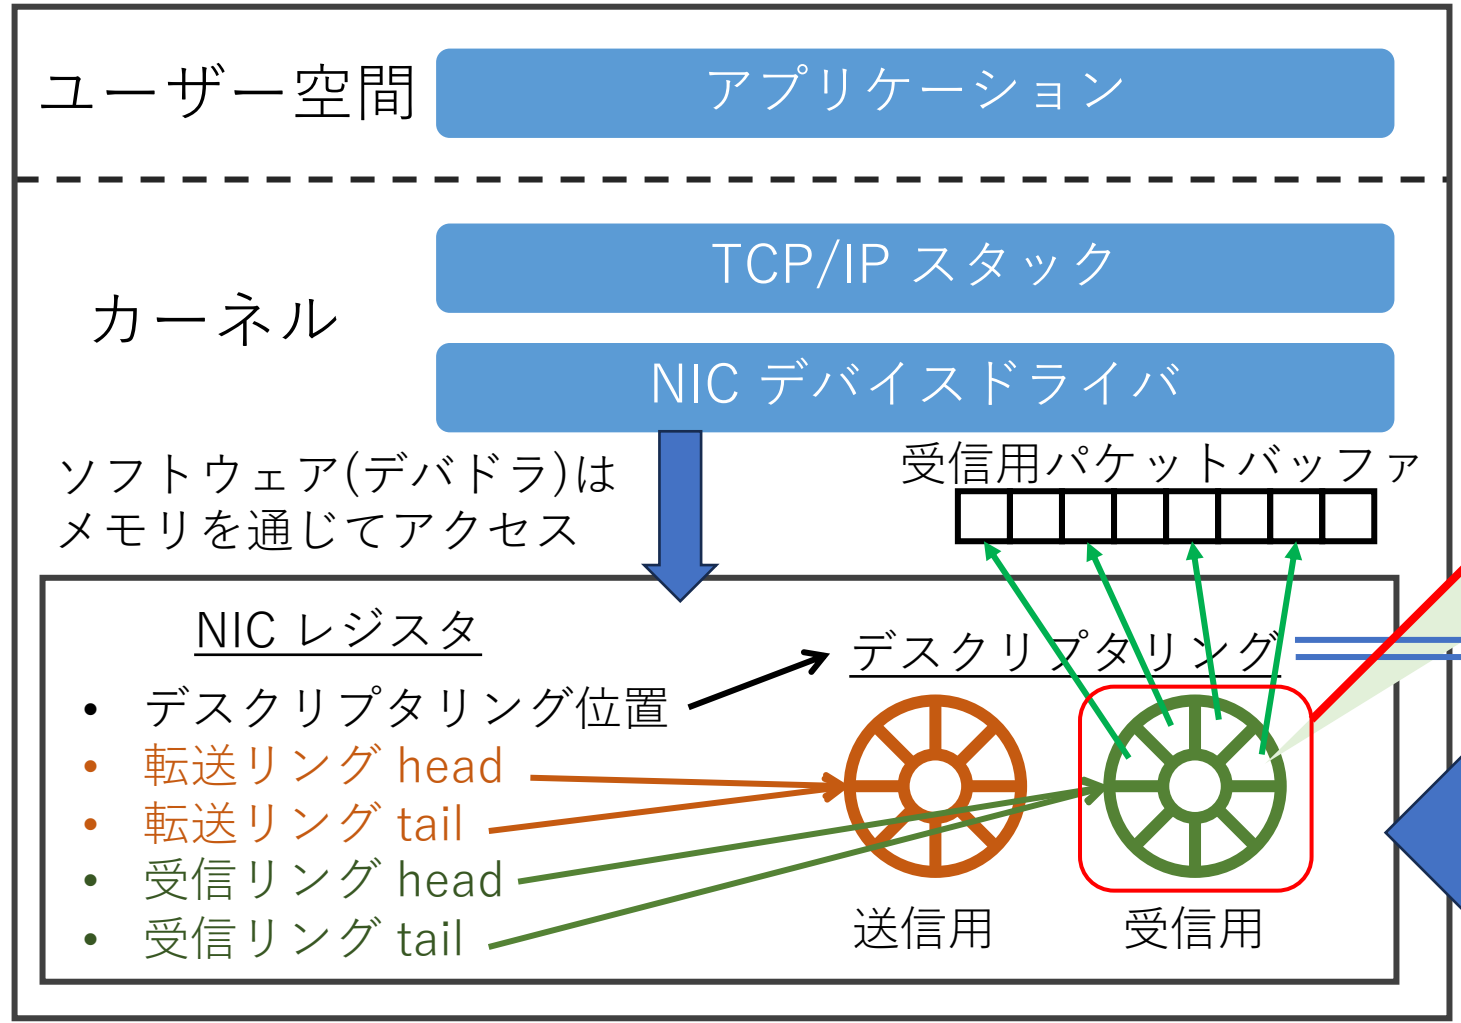 ユーザー空間
アプリケーション
TCP/IP スタック
カーネル
NIC デバイスドライバ
ソフトウェア(デバドラ)は
メモリを通じてアクセス
受信用パケットバッファ
NIC レジスタ
デスクリプタリング
• デスクリプタリング位置
• 転送リング head
• 転送リング tail
• 受信リング head
• 受信リング tail
送信用
受信用